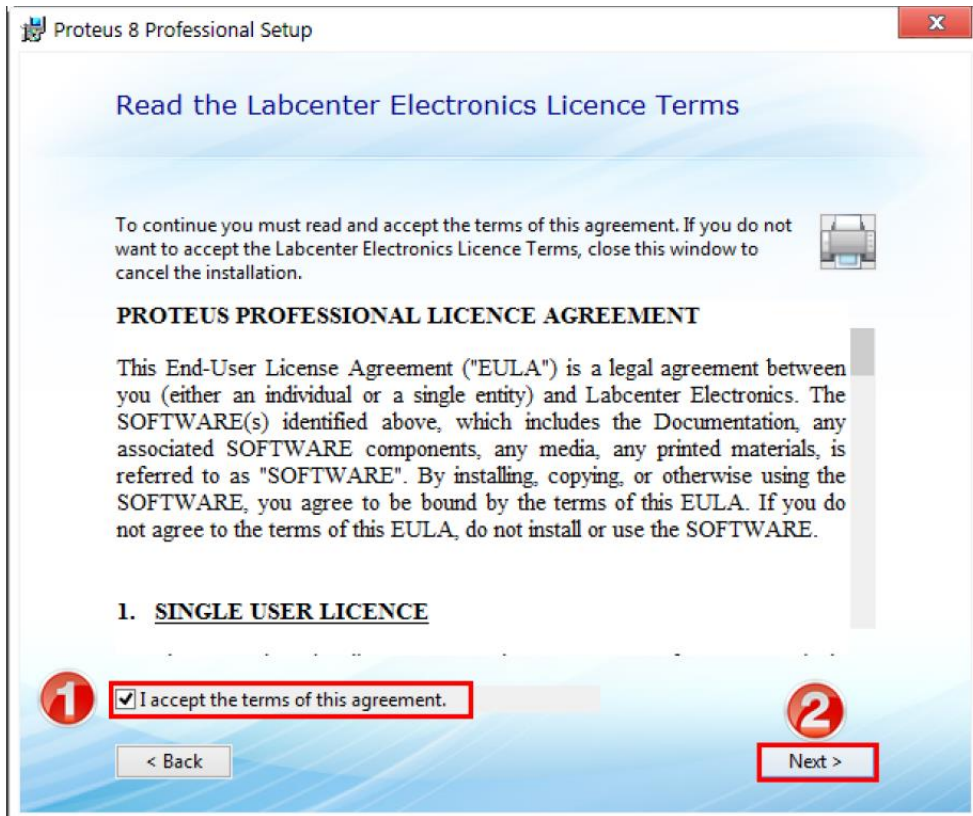 Proteus 8 Professional Setup
X
Read the Labcenter Electronics Licence Terms
To continue you must read and accept the terms of this agreement. If you do not
want to accept the Labcenter Electronics Licence Terms, close this window to
cancel the installation.
PROTEUS PROFESSIONAL LICENCE AGREEMENT
This End-User License Agreement ("EULA") is a legal agreement between
you (either an individual or a single entity) and Labcenter Electronics. The
SOFTWARE(s) identified above, which includes the Documentation, any
associated SOFTWARE components, any media, any printed materials, is
referred to as "SOFTWARE". By installing, copying, or otherwise using the
SOFTWARE, you agree to be bound by the terms of this EULA. If you do
not agree to the terms of this EULA, do not install or use the SOFTWARE.
1. SINGLE USER LICENCE
1
I accept the terms of this agreement.
2
< Back
Next >